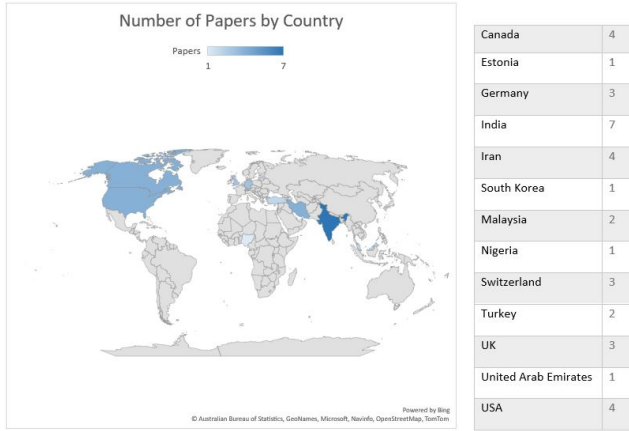 Number of Papers by Country
Papers
1 7
Powered by Bing
© Australian Bureau of Statistics, GeoNames, Microsoft, Navinfo, OpenStreetMap, TomTom
Canada 4
Estonia 1
Germany 3
India 7
Iran 4
South Korea 1
Malaysia 2
Nigeria 1
Switzerland 3
Turkey 2
UK 3
United Arab Emirates 1
USA 4